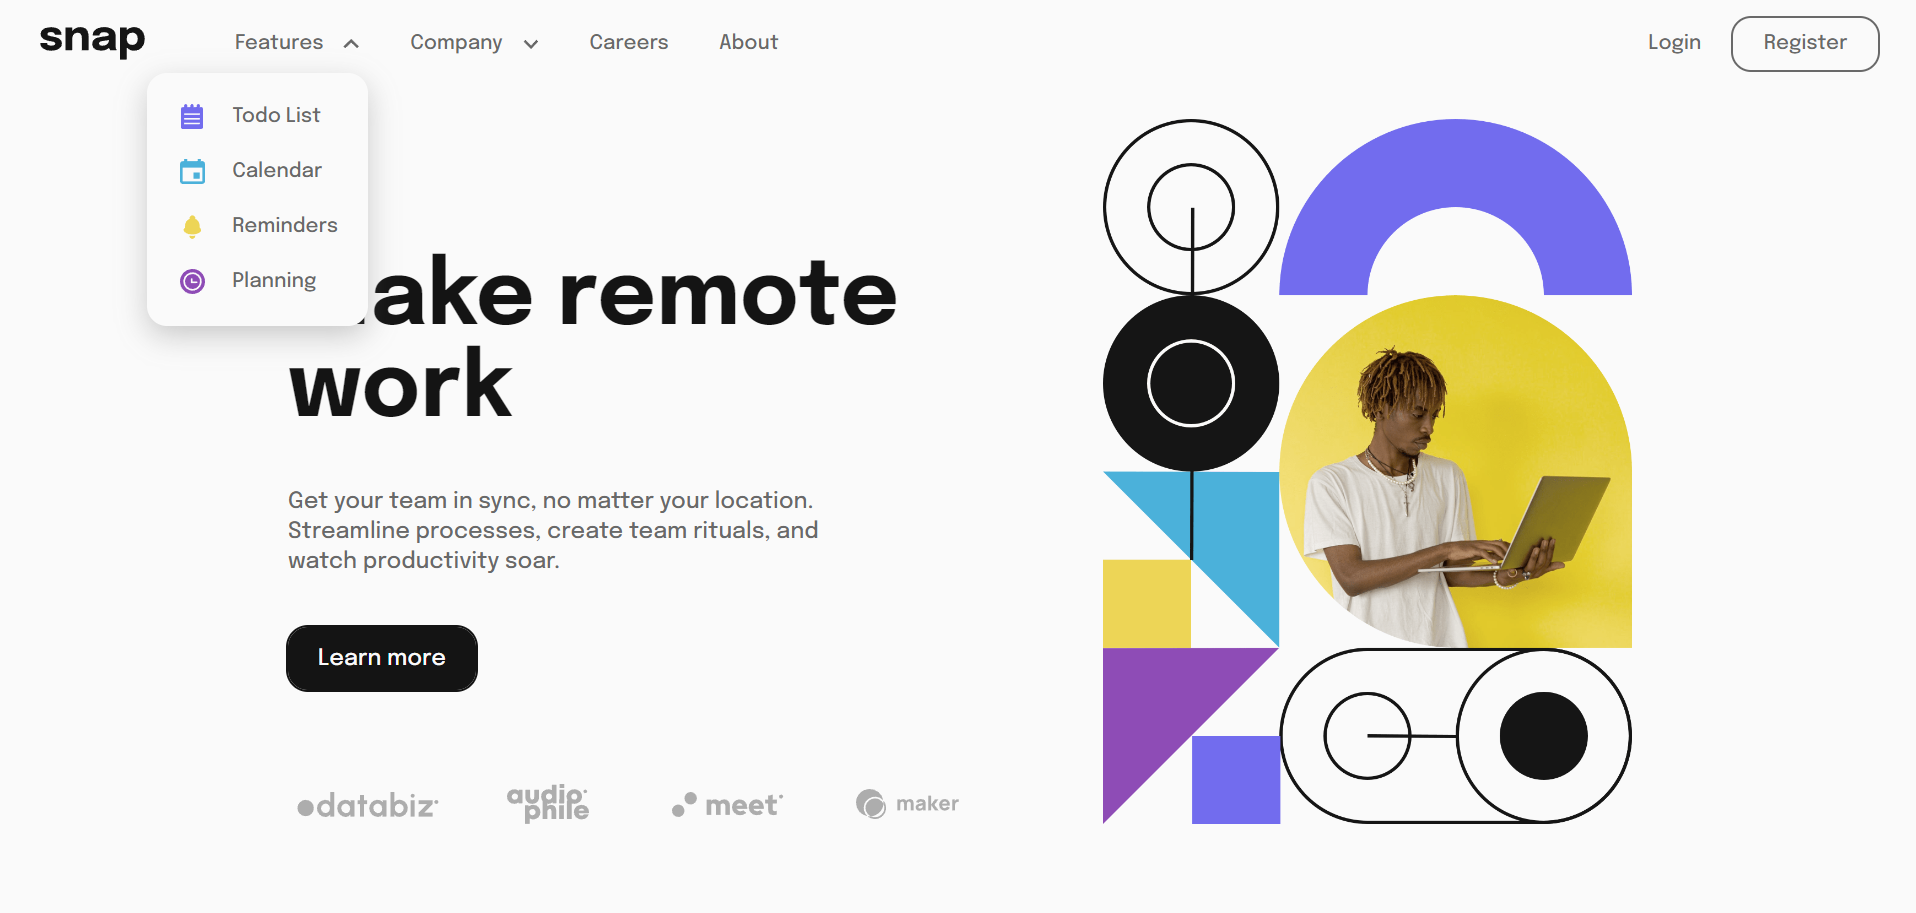 snap
Features
Company
Careers
About
Login
Register
Todo List
Calendar
Reminders
Planning
ake remote
work
Get your team in sync, no matter your location.
Streamline processes, create team rituals, and
watch productivity soar.
Learn more
databiz
audio
phile
meet
maker